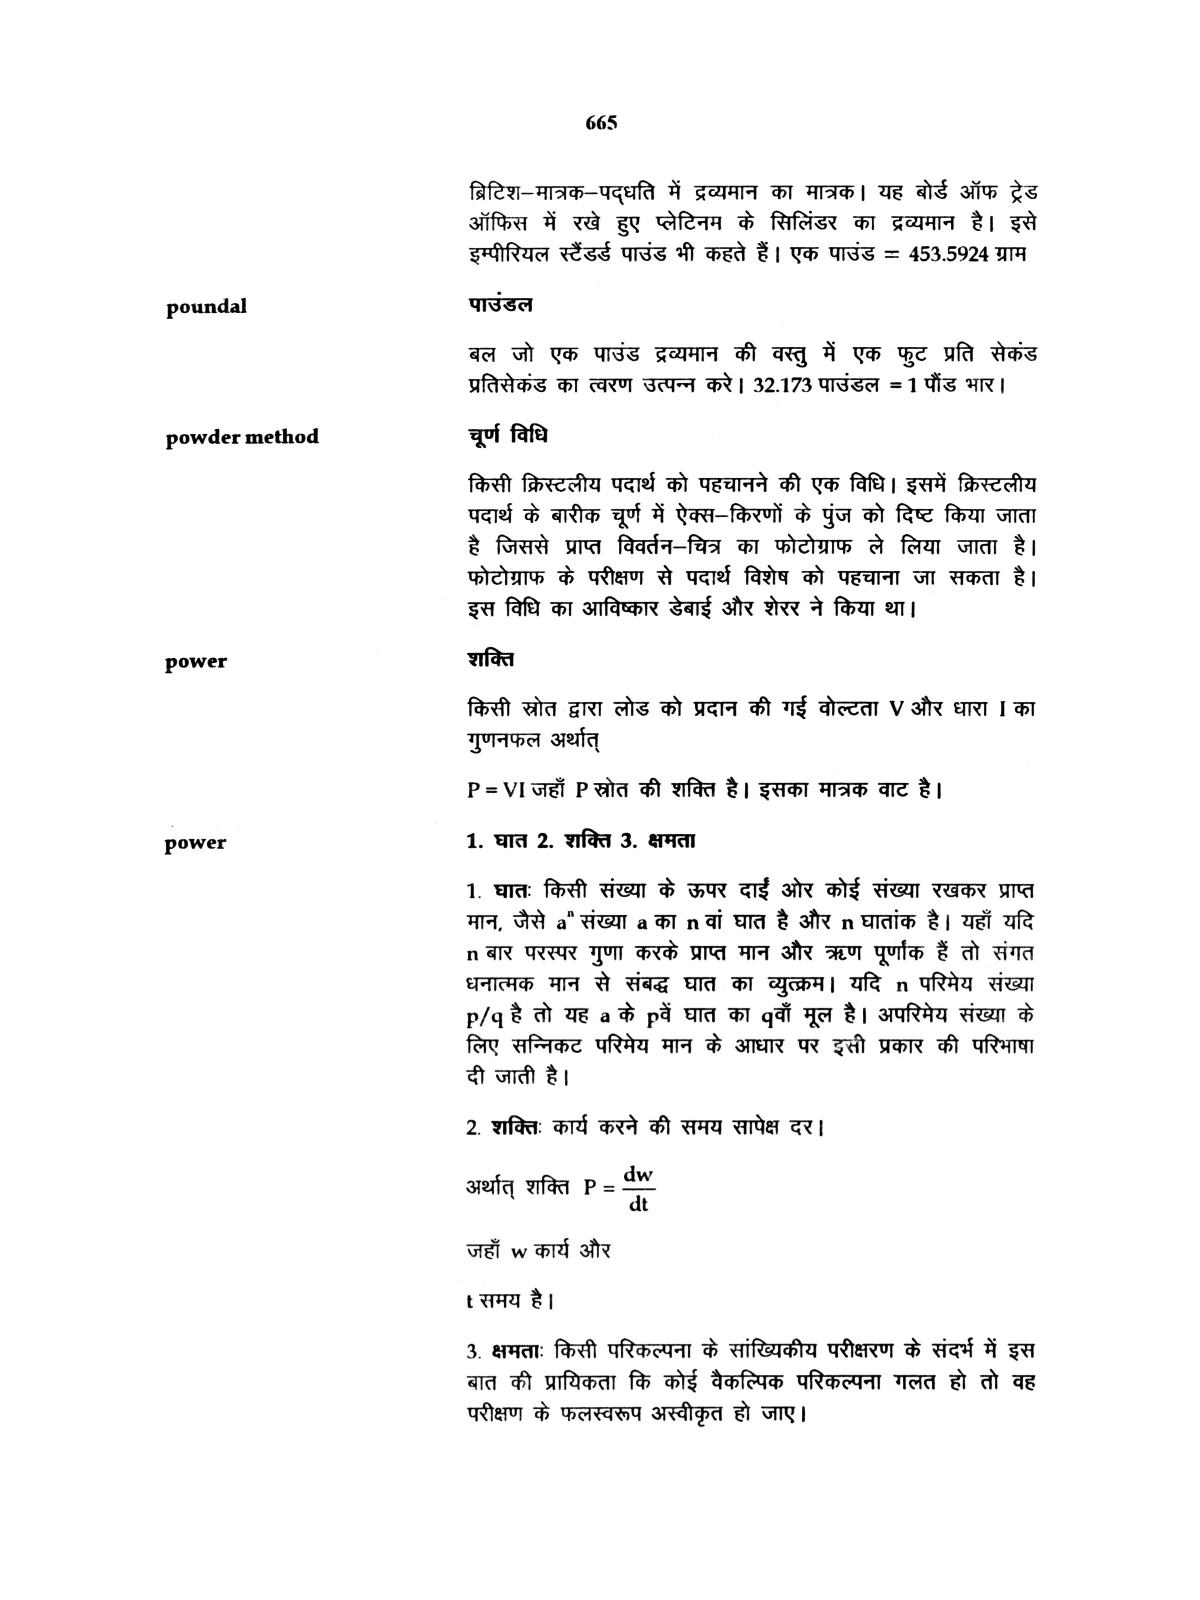 665
ब्रिटिश–मात्रक–पद्धति में द्रव्यमान का मात्रक। यह बोर्ड ऑफ ट्रेड
ऑफिस में रखे हुए प्लेटिनम के सिलिंडर का द्रव्यमान है। इसे
इम्पीरियल स्टैंडर्ड पाउंड भी कहते हैं। एक पाउंड = 453.5924 ग्राम
poundal पाउंडल
बल जो एक पाउंड द्रव्यमान की वस्तु में एक फुट प्रति सेकंड
प्रतिसेकंड का त्वरण उत्पन्न करे। 32.173 पाउंडल = 1 पौंड भार।
powder method चूर्ण विधि
किसी क्रिस्टलीय पदार्थ को पहचानने की एक विधि। इसमें क्रिस्टलीय
पदार्थ के बारीक चूर्ण में ऐक्स–किरणों के पुंज को दिष्ट किया जाता
है जिससे प्राप्त विवर्तन–चित्र का फोटोग्राफ ले लिया जाता है।
फोटोग्राफ के परीक्षण से पदार्थ विशेष को पहचाना जा सकता है।
इस विधि का आविष्कार डेबाई और शेरर ने किया था।
power शक्ति
किसी स्रोत द्वारा लोड को प्रदान की गई वोल्टता V और धारा I का
गुणनफल अर्थात्
P = VI जहाँ P स्रोत की शक्ति है। इसका मात्रक वाट है।
power 1. घात 2. शक्ति 3. क्षमता
1. घातः किसी संख्या के ऊपर दाईं ओर कोई संख्या रखकर प्राप्त
मान, जैसे aⁿ संख्या a का n वां घात है और n घातांक है। यहाँ यदि
n बार परस्पर गुणा करके प्राप्त मान और ऋण पूर्णांक हैं तो संगत
धनात्मक मान से संबद्ध घात का व्युत्क्रम। यदि n परिमेय संख्या
p/q है तो यह a के pवें घात का qवाँ मूल है। अपरिमेय संख्या के
लिए सन्निकट परिमेय मान के आधार पर इसी प्रकार की परिभाषा
दी जाती है।
2. शक्तिः कार्य करने की समय सापेक्ष दर।
अर्थात् शक्ति P = dw/dt
जहाँ w कार्य और
t समय है।
3. क्षमताः किसी परिकल्पना के सांख्यिकीय परीक्षरण के संदर्भ में इस
बात की प्रायिकता कि कोई वैकल्पिक परिकल्पना गलत हो तो वह
परीक्षण के फलस्वरूप अस्वीकृत हो जाए।